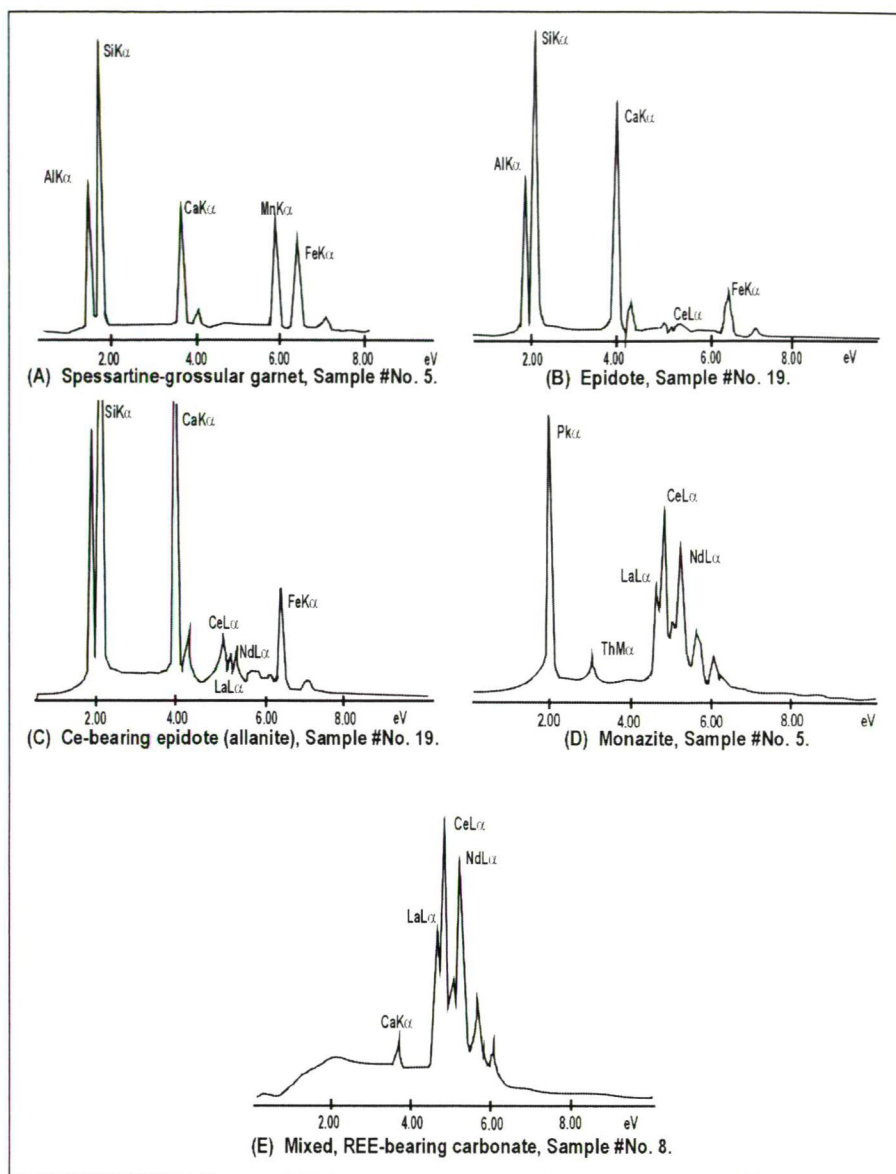 SiKα
AlKα
CaKα
MnKα
FeKα
2.00 4.00 6.00 8.00 eV
(A) Spessartine-grossular garnet, Sample #No. 5.
SiKα
CaKα
AlKα
CeLα
FeKα
2.00 4.00 6.00 8.00 eV
(B) Epidote, Sample #No. 19.
SiKα
CaKα
CeLα
NdLα
LaLα
FeKα
2.00 4.00 6.00 8.00 eV
(C) Ce-bearing epidote (allanite), Sample #No. 19.
Pkα
CeLα
NdLα
LaLα
ThMα
2.00 4.00 6.00 8.00 eV
(D) Monazite, Sample #No. 5.
CeLα
NdLα
LaLα
CaKα
2.00 4.00 6.00 8.00 eV
(E) Mixed, REE-bearing carbonate, Sample #No. 8.